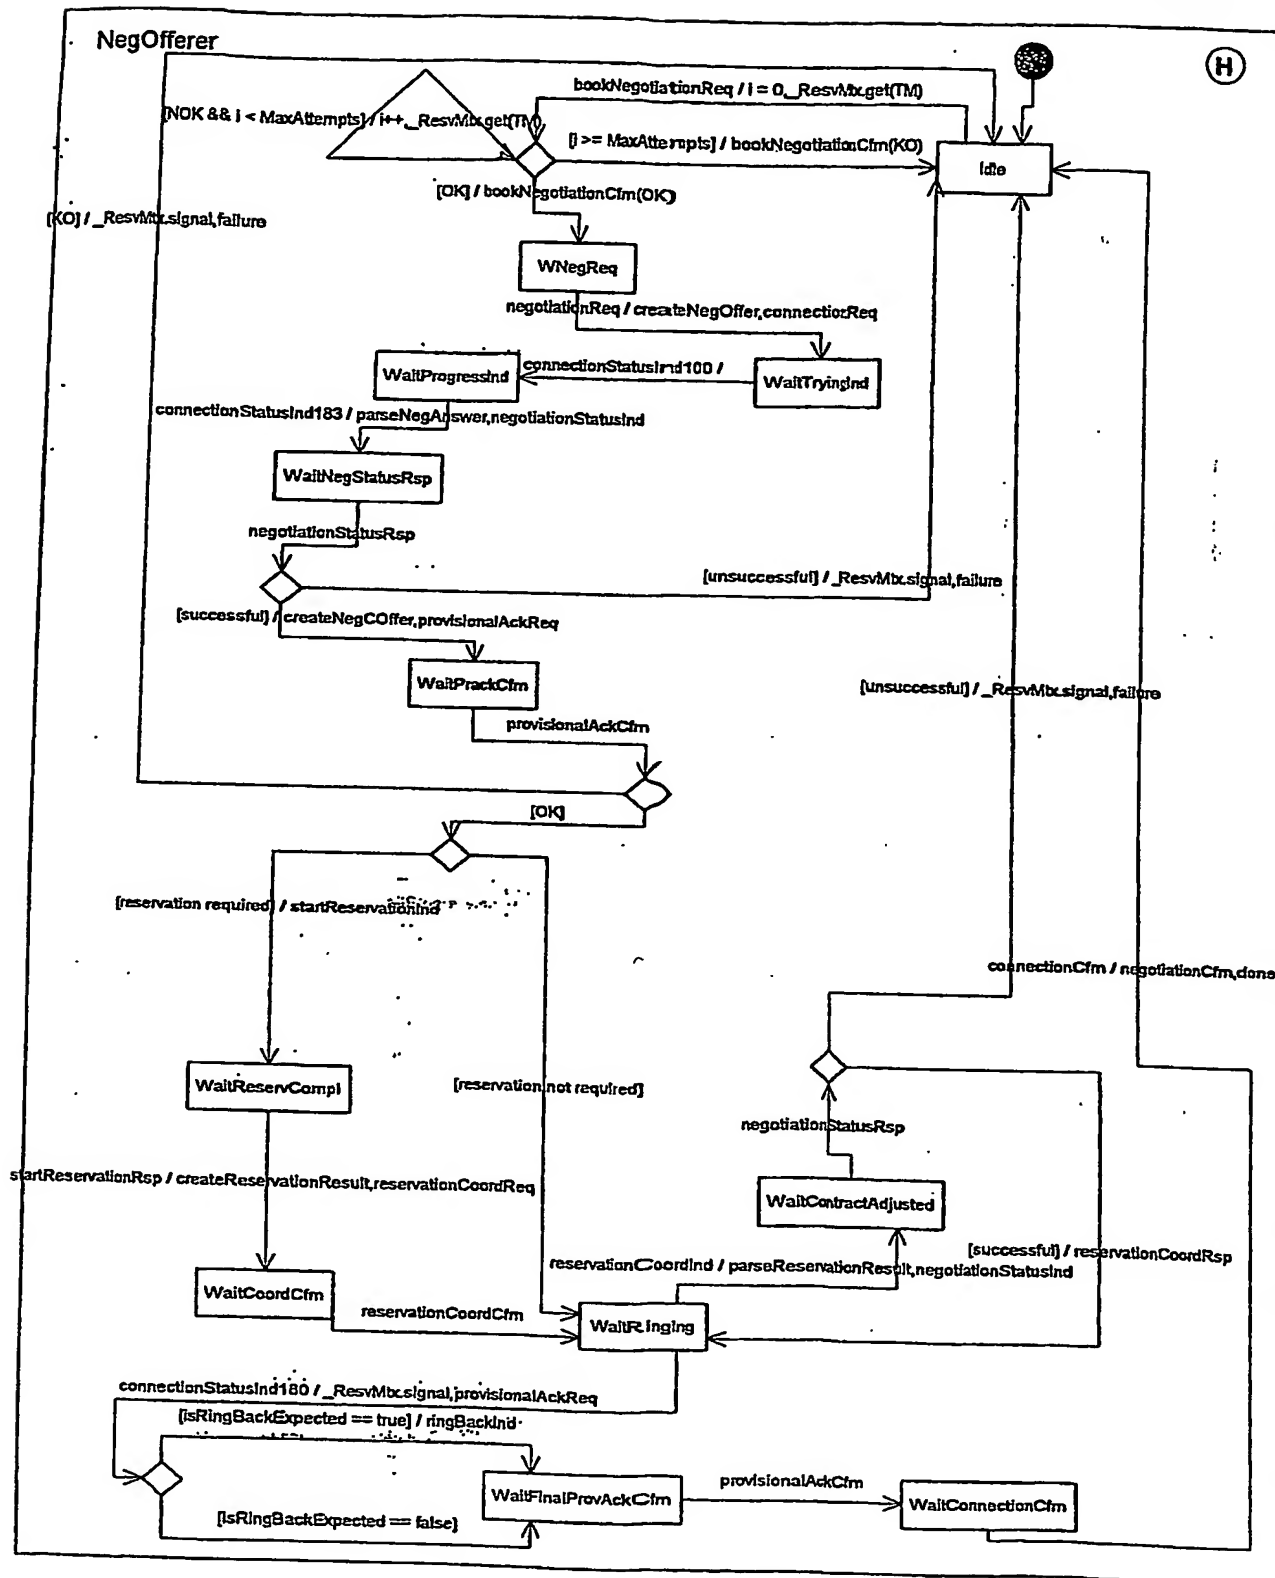 NegOfferer
H
bookNegotiationReq / i = 0,_ResvMtx.get(TM)
[NOK && i < MaxAttempts] / i++,_ResvMtx.get(TM)
[i >= MaxAttempts] / bookNegotiationCfm(KO)
Idle
[OK] / bookNegotiationCfm(OK)
[KO] / _ResvMtx.signal,failure
WNegReq
negotiationReq / createNegOffer,connectionReq
WaitProgressInd
connectionStatusInd100 /
WaitTryingInd
connectionStatusInd183 / parseNegAnswer,negotiationStatusInd
WaitNegStatusRsp
negotiationStatusRsp
[unsuccessful] / _ResvMtx.signal,failure
[successful] / createNegCOffer,provisionalAckReq
WaitPrackCfm
[unsuccessful] / _ResvMtx.signal,failure
provisionalAckCfm
[OK]
[reservation required] / startReservationInd
connectionCfm / negotiationCfm,done
WaitReservCompl
[reservation not required]
negotiationStatusRsp
startReservationRsp / createReservationResult,reservationCoordReq
WaitContractAdjusted
[successful] / reservationCoordRsp
reservationCoordInd / parseReservationResult,negotiationStatusInd
WaitCoordCfm
reservationCoordCfm
WaitRinging
connectionStatusInd180 / _ResvMtx.signal,provisionalAckReq
[isRingBackExpected == true] / ringBackInd
provisionalAckCfm
WaitFinalProvAckCfm
WaitConnectionCfm
[isRingBackExpected == false]